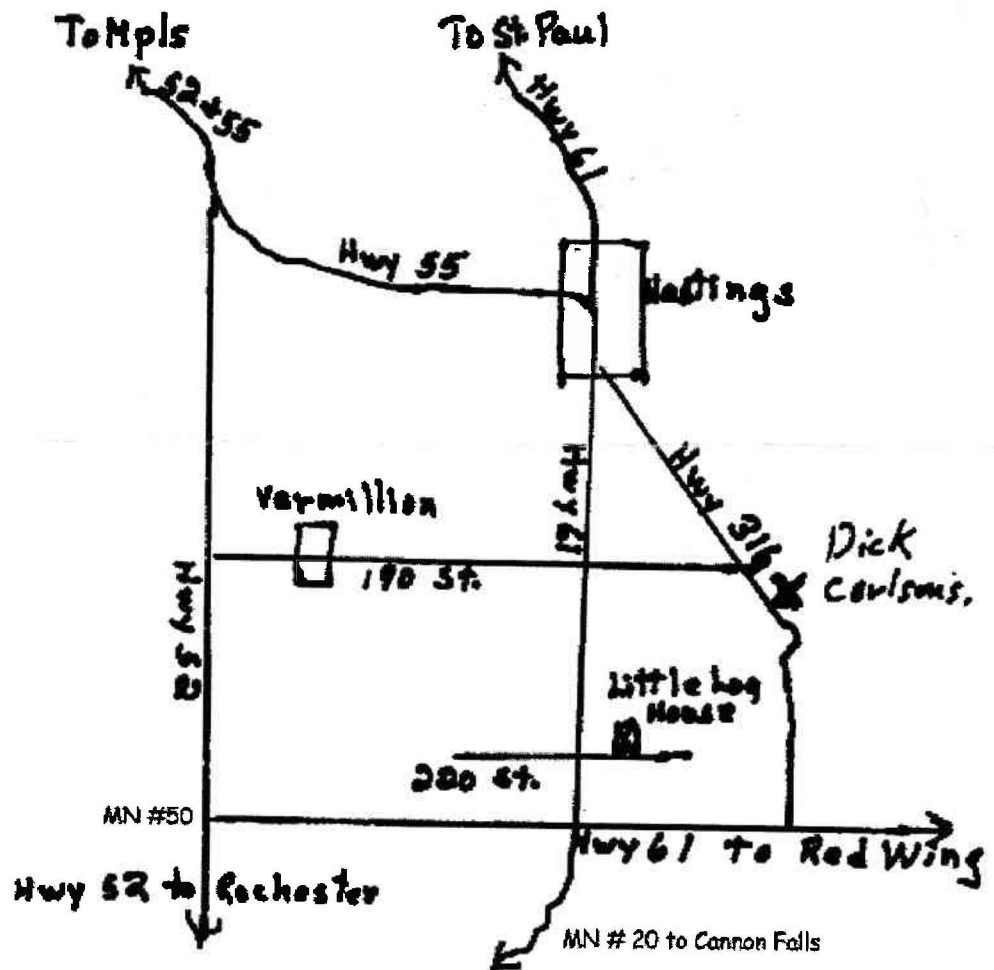 To Mpls
To St. Paul
52+55
Hwy 61
Hwy 55
Hastings
Hwy 61
Hwy 316
Vermillion
190 St.
Dick
Carlson's.
Hwy 52
Little Log
House
220 St.
MN #50
Hwy 61 to Red Wing
Hwy 52 to Rochester
MN # 20 to Cannon Falls